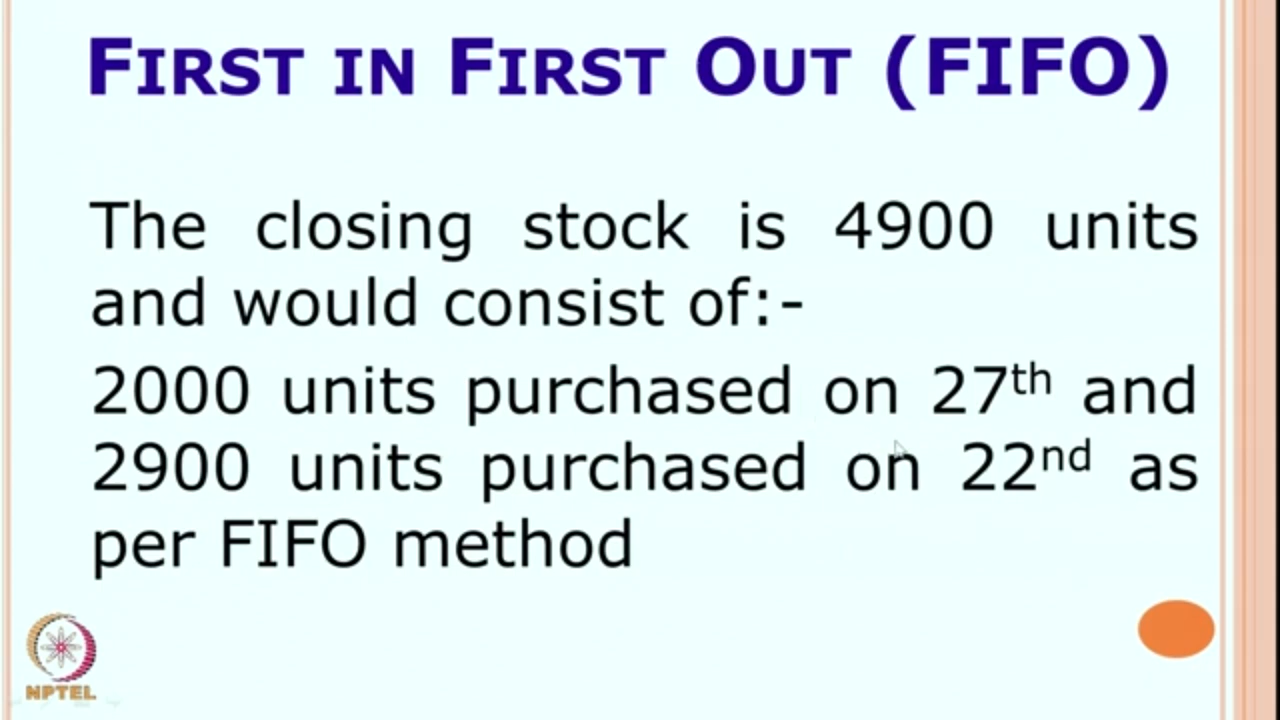 FIRST IN FIRST OUT (FIFO)
The closing stock is 4900 units
and would consist of:-
2000 units purchased on 27th and
2900 units purchased on 22nd as
per FIFO method
NPTEL